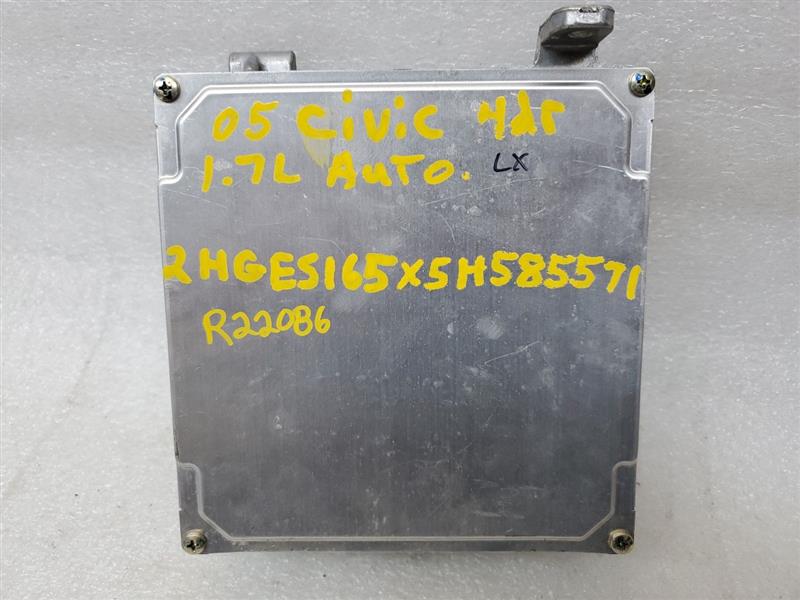 05 Civic 4dr
1.7L AUTO. LX
2HGES165X5H585571
R22086